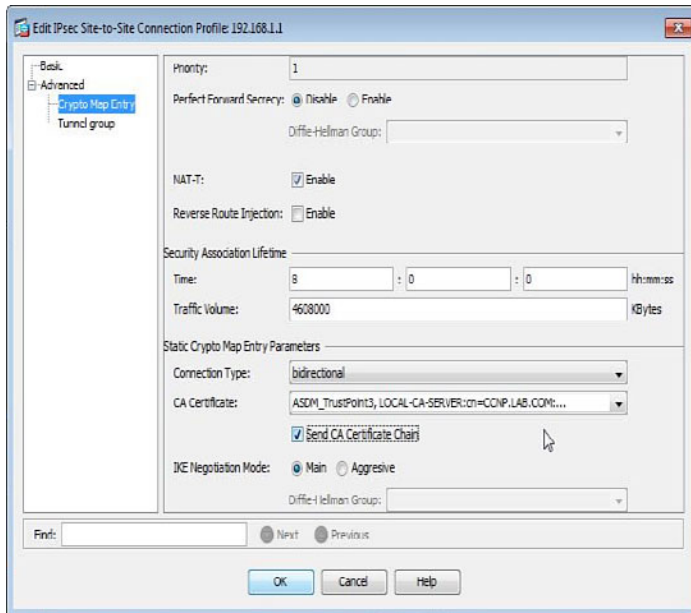 Edit IPsec Site-to-Site Connection Profile: 192.168.1.1
Basic
Advanced
Crypto Map Entry
Tunnel group
Priority: 1
Perfect Forward Secrecy: Disable Enable
Diffie-Hellman Group:
NAT-T: Enable
Reverse Route Injection: Enable
Security Association Lifetime
Time: 8 : 0 : 0 hh:mm:ss
Traffic Volume: 4608000 KBytes
Static Crypto Map Entry Parameters
Connection Type: bidirectional
CA Certificate: ASDM_TrustPoint3, LOCAL-CA-SERVER:cn=CCNP.LAB.COM:...
Send CA Certificate Chain
IKE Negotiation Mode: Main Aggresive
Diffie-Hellman Group:
Find: Next Previous
OK Cancel Help